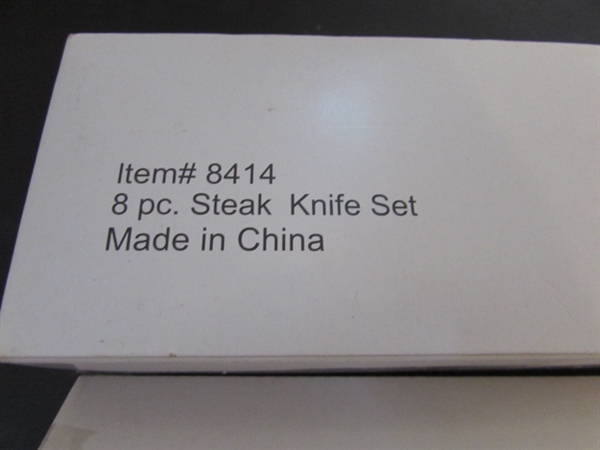 Item# 8414
8 pc. Steak Knife Set
Made in China